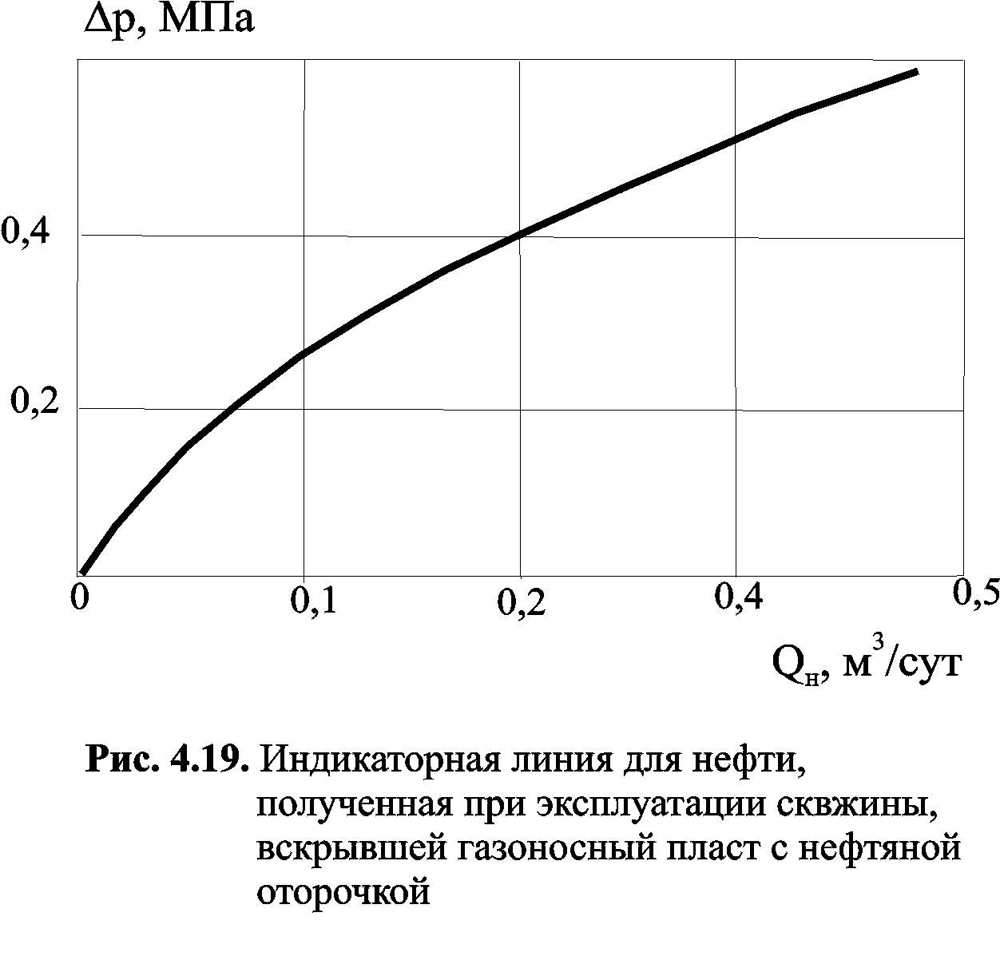 Δp, МПа
0,4
0,2
0 0,1 0,2 0,4 0,5
Qн, м³/сут
Рис. 4.19. Индикаторная линия для нефти,
полученная при эксплуатации сквжины,
вскрывшей газоносный пласт с нефтяной
оторочкой